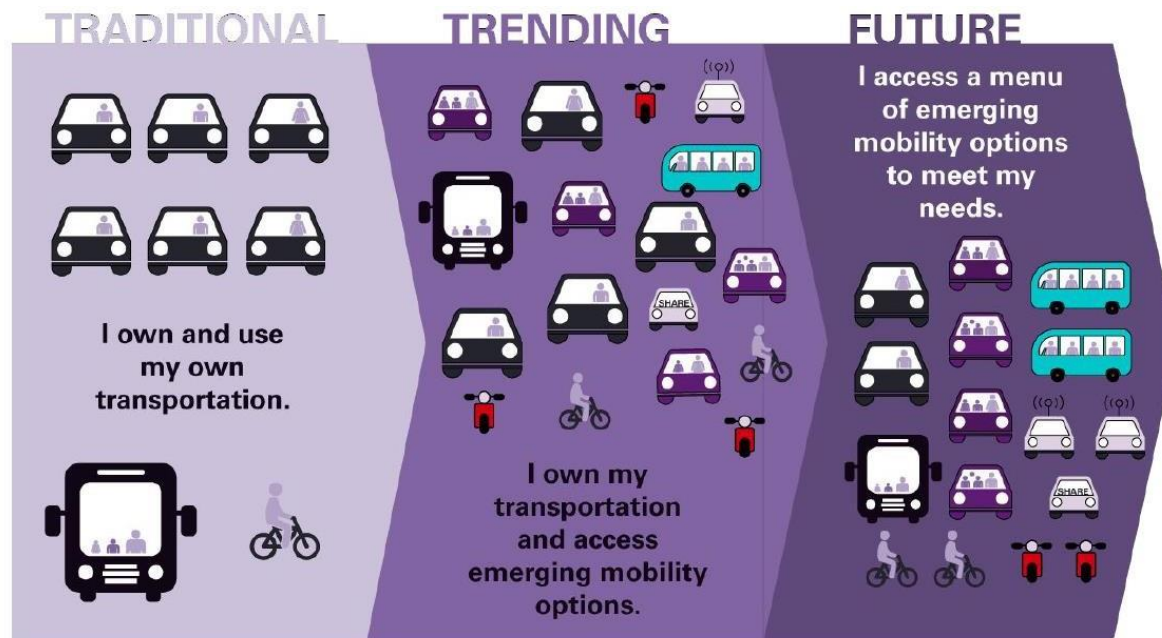 TRADITIONAL
I own and use
my own
transportation.
TRENDING
SHARE
I own my
transportation
and access
emerging mobility
options.
FUTURE
I access a menu
of emerging
mobility options
to meet my
needs.
SHARE